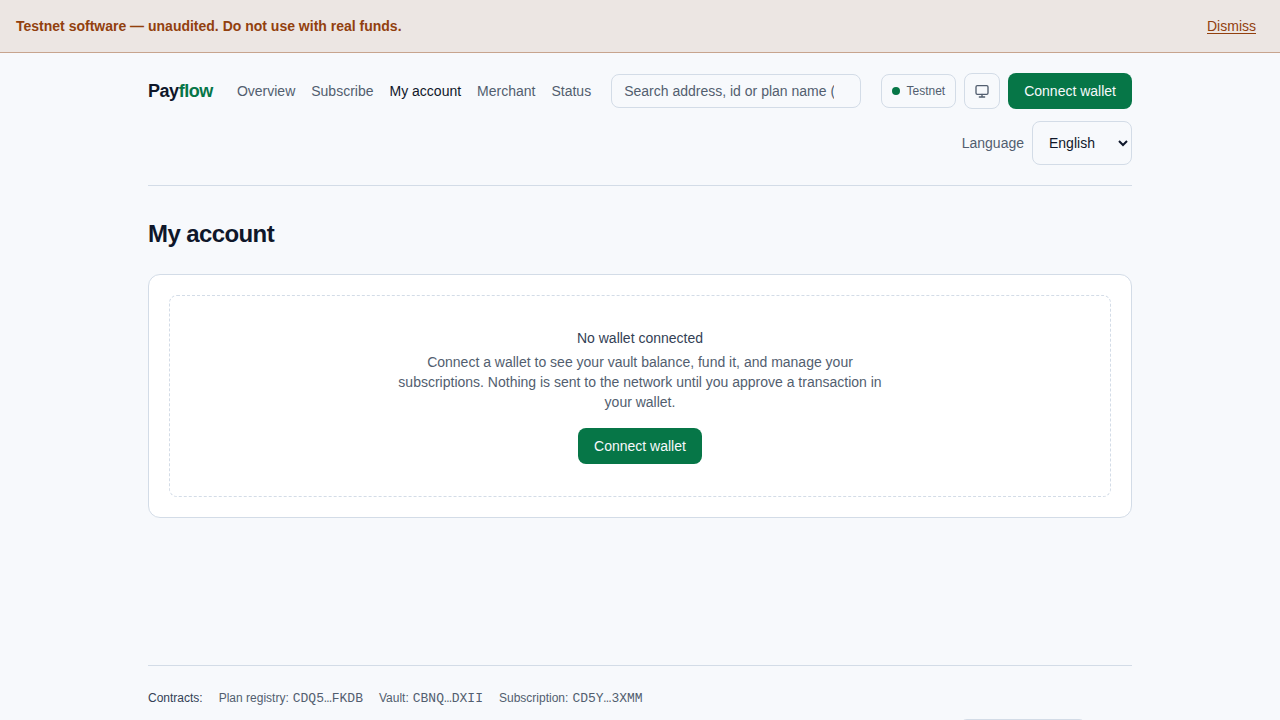 Testnet software — unaudited. Do not use with real funds.
Dismiss
Payflow
Overview
Subscribe
My account
Merchant
Status
Search address, id or plan name (
Testnet
Connect wallet
Language
English
My account
No wallet connected
Connect a wallet to see your vault balance, fund it, and manage your
subscriptions. Nothing is sent to the network until you approve a transaction in
your wallet.
Connect wallet
Contracts:
Plan registry: CDQ5…FKDB
Vault: CBNQ…DXII
Subscription: CD5Y…3XMM